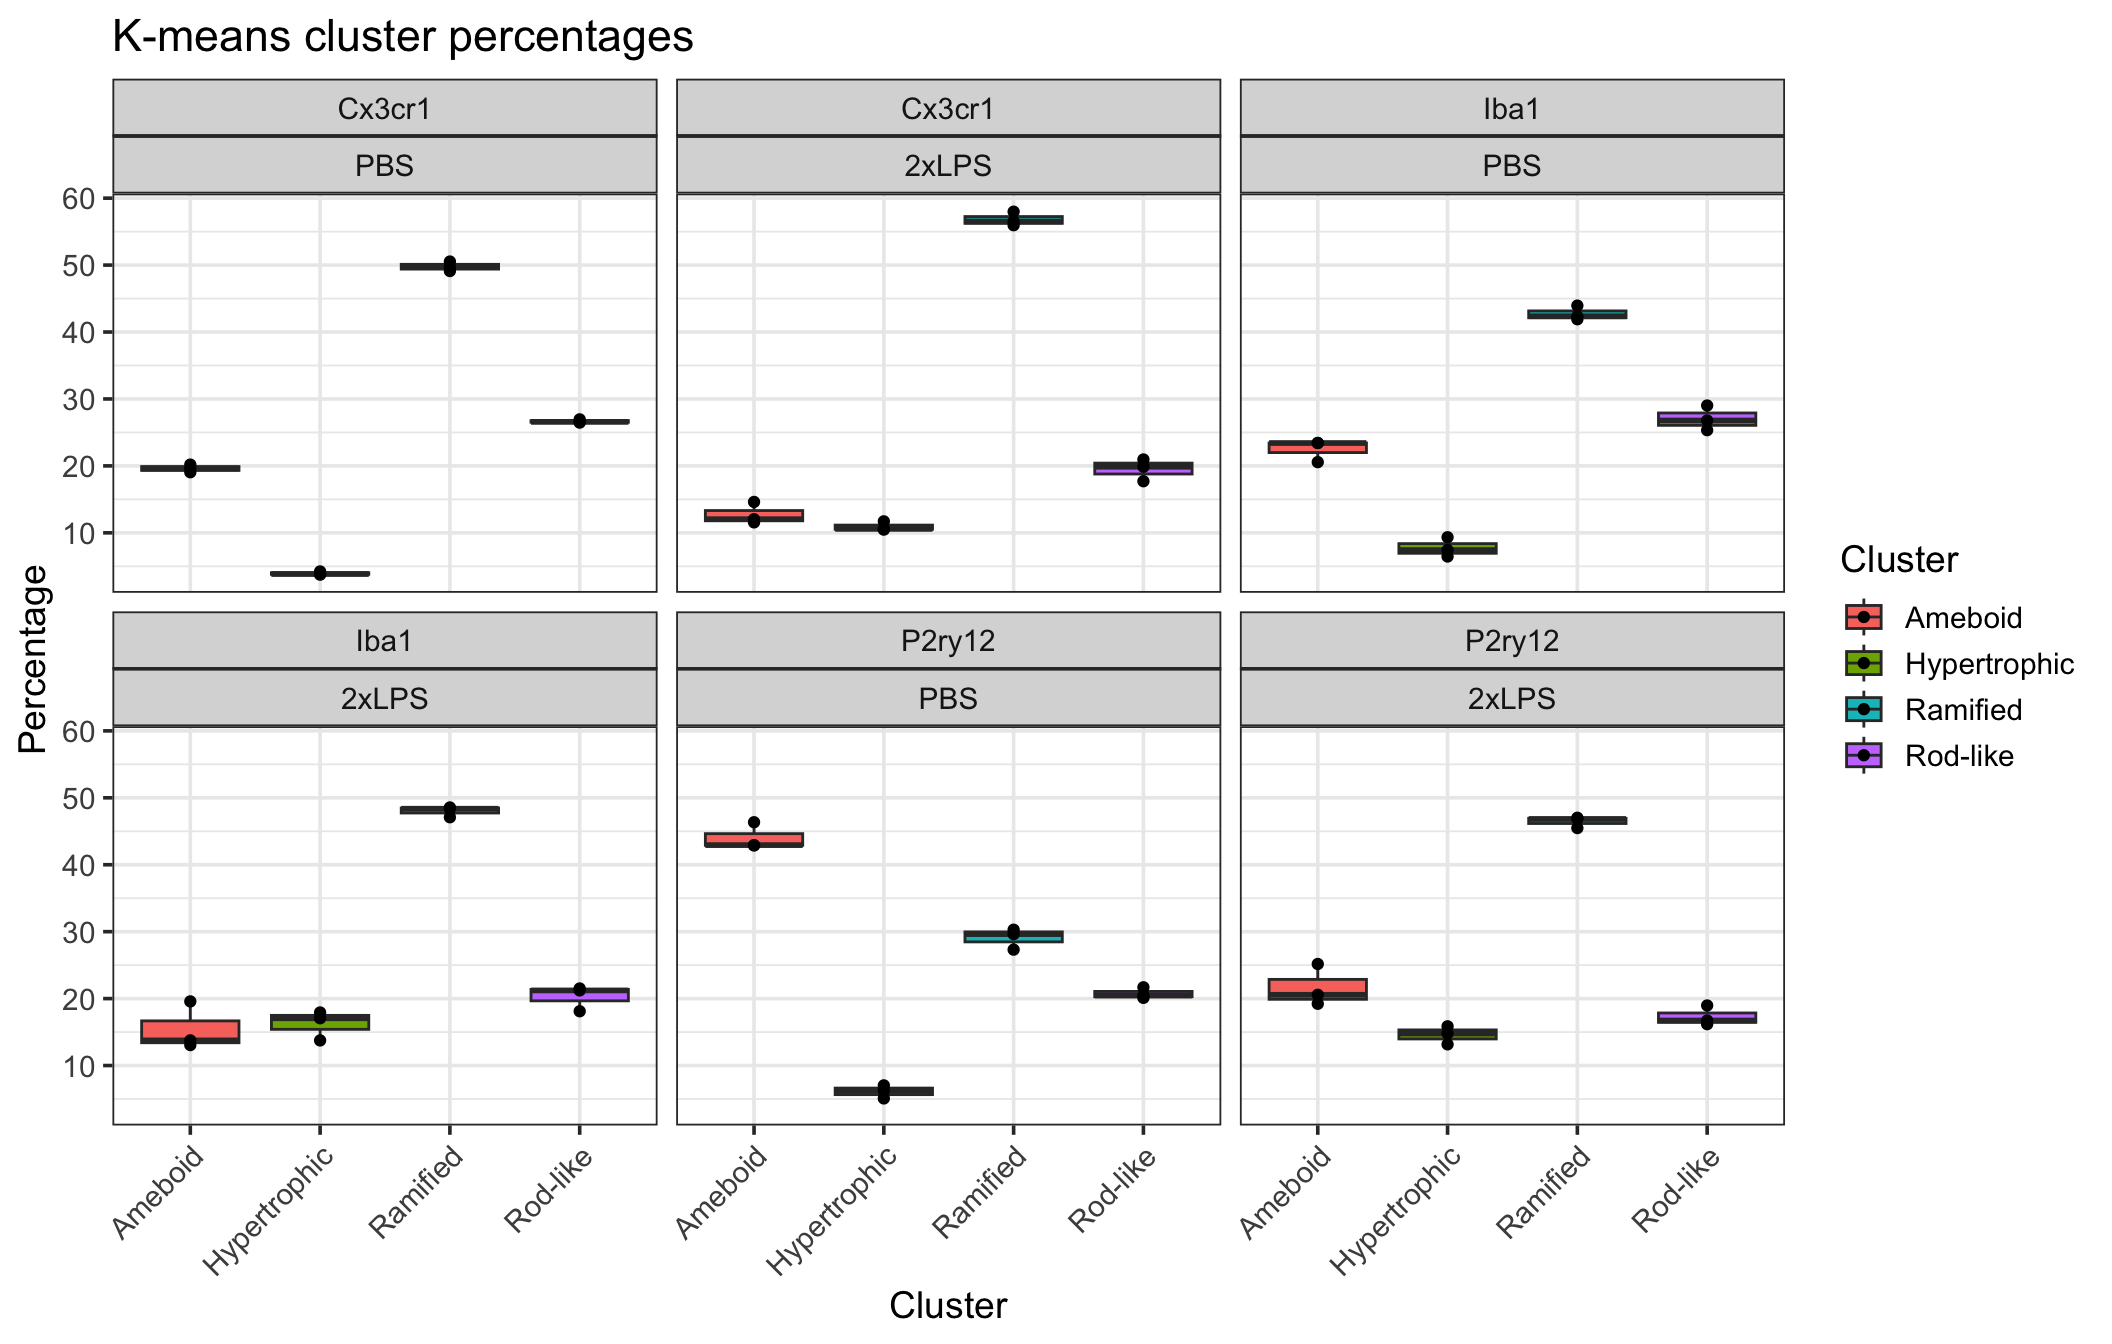 K-means cluster percentages
Cx3cr1
PBS
Cx3cr1
2xLPS
Iba1
PBS
60
50
40
30
20
10
Iba1
2xLPS
P2ry12
PBS
P2ry12
2xLPS
60
50
40
30
20
10
Percentage
Ameboid
Hypertrophic
Ramified
Rod-like
Ameboid
Hypertrophic
Ramified
Rod-like
Ameboid
Hypertrophic
Ramified
Rod-like
Cluster
Cluster
Ameboid
Hypertrophic
Ramified
Rod-like